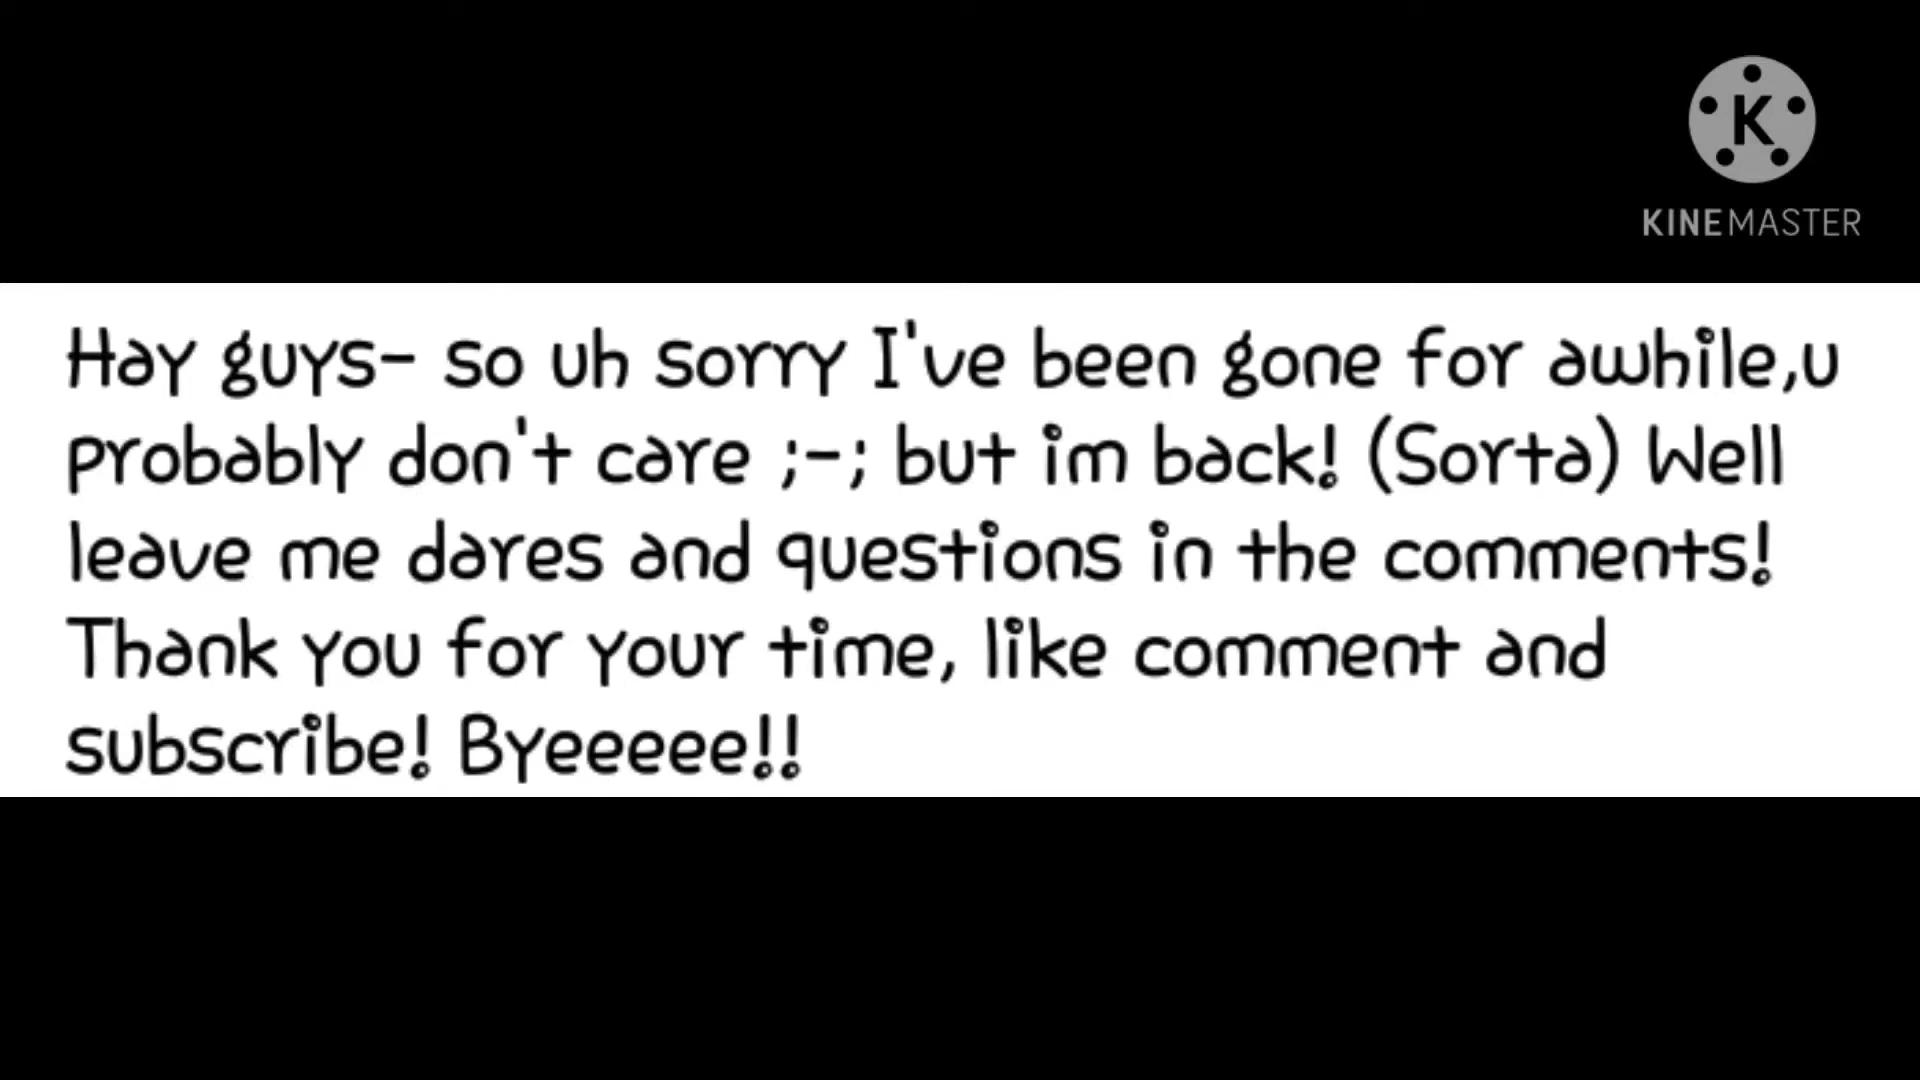 K
KINEMASTER
Hay guys- so uh sorry I've been gone for awhile,u
probably don't care ;-; but im back! (Sorta) Well
leave me dares and questions in the comments!
Thank you for your time, like comment and
subscribe! Byeeeee!!